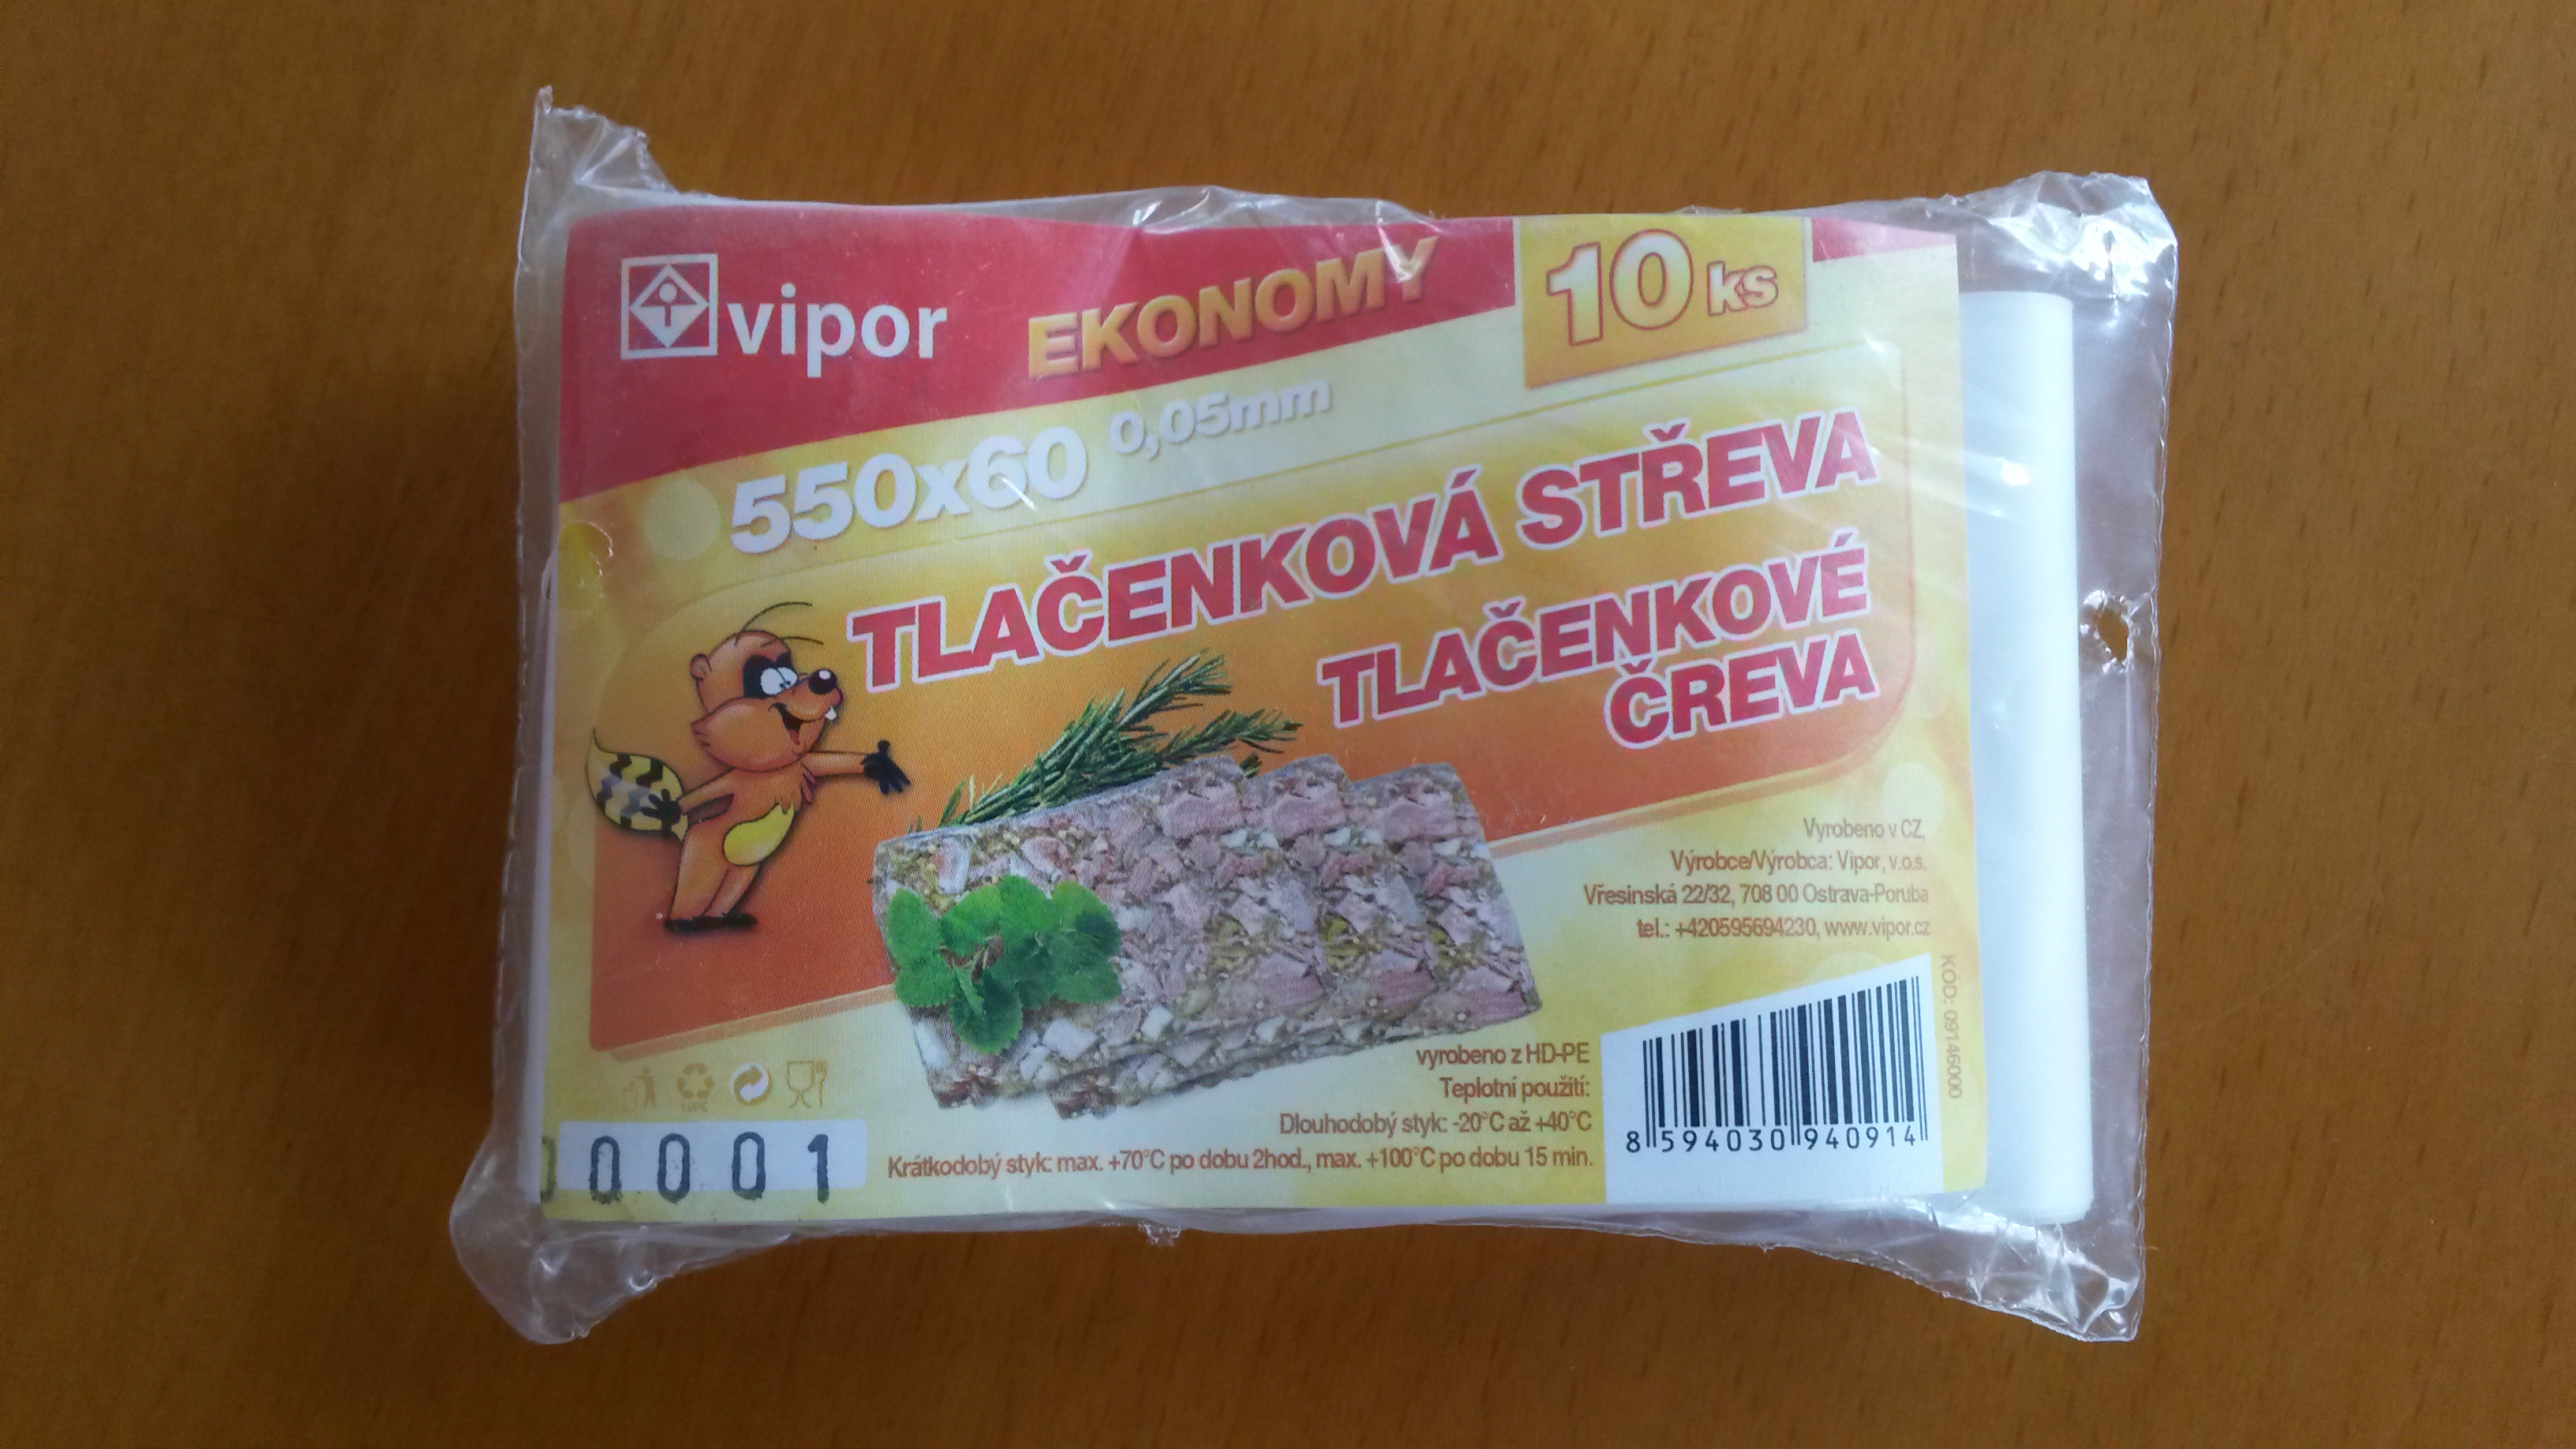 vipor
EKONOMY
10 ks
550x60 0,05mm
TLAČENKOVÁ STŘEVA
TLAČENKOVÉ
ČREVA
Vyrobeno v CZ,
Výrobce/Výrobca: Vipor, v.o.s.
Vřesinská 22/32, 708 00 Ostrava-Poruba
tel.: +420595694230, www.vipor.cz
KÓD: 09146000
vyrobeno z HD-PE
Teplotní použití:
Dlouhodobý styk: -20°C až +40°C
Krátkodobý styk: max. +70°C po dobu 2hod., max. +100°C po dobu 15 min.
8 594030 940914
00001